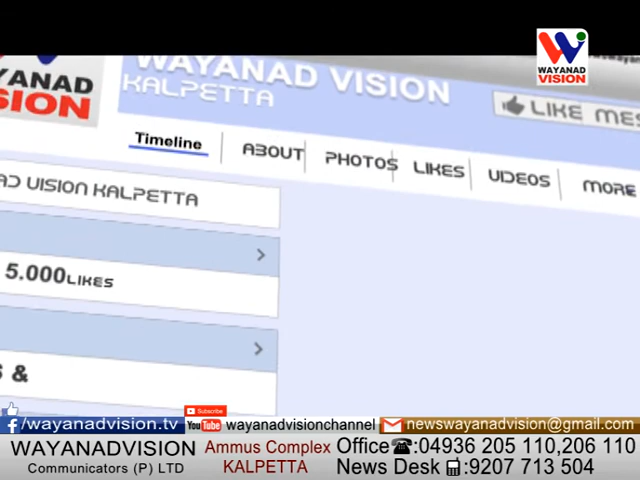 WAYANAD
VISION
WAYANAD VISION
KALPETTA
LIKE
Timeline
ABOUT
PHOTOS
LIKES
VIDEOS
MORE
VISION KALPETTA
5.000LIKES
&
/wayanadvision.tv
Subscribe
YouTube
wayanadvisionchannel
newswayanadvision@gmail.com
WAYANADVISION
Communicators (P) LTD
Ammus Complex
KALPETTA
Office :04936 205 110,206 110
News Desk :9207 713 504